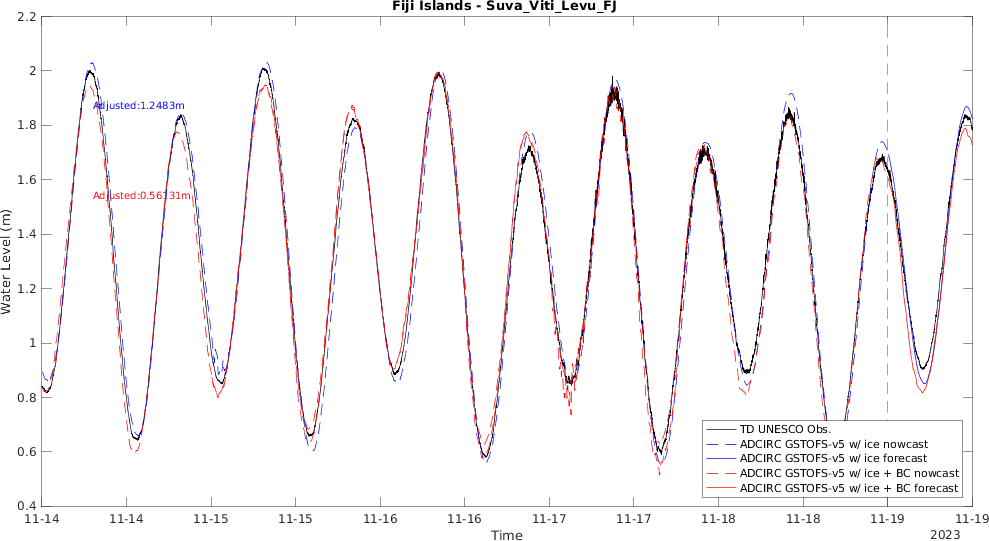 Fiji Islands - Suva_Viti_Levu_FJ
2.2
2
1.8
1.6
1.4
1.2
1
0.8
0.6
0.4
Water Level (m)
Adjusted:1.2483m
Adjusted:0.56131m
TD UNESCO Obs.
ADCIRC GSTOFS-v5 w/ ice nowcast
ADCIRC GSTOFS-v5 w/ ice forecast
ADCIRC GSTOFS-v5 w/ ice + BC nowcast
ADCIRC GSTOFS-v5 w/ ice + BC forecast
11-14 11-14 11-15 11-15 11-16 11-16 11-17 11-17 11-18 11-18 11-19 11-19
Time
2023